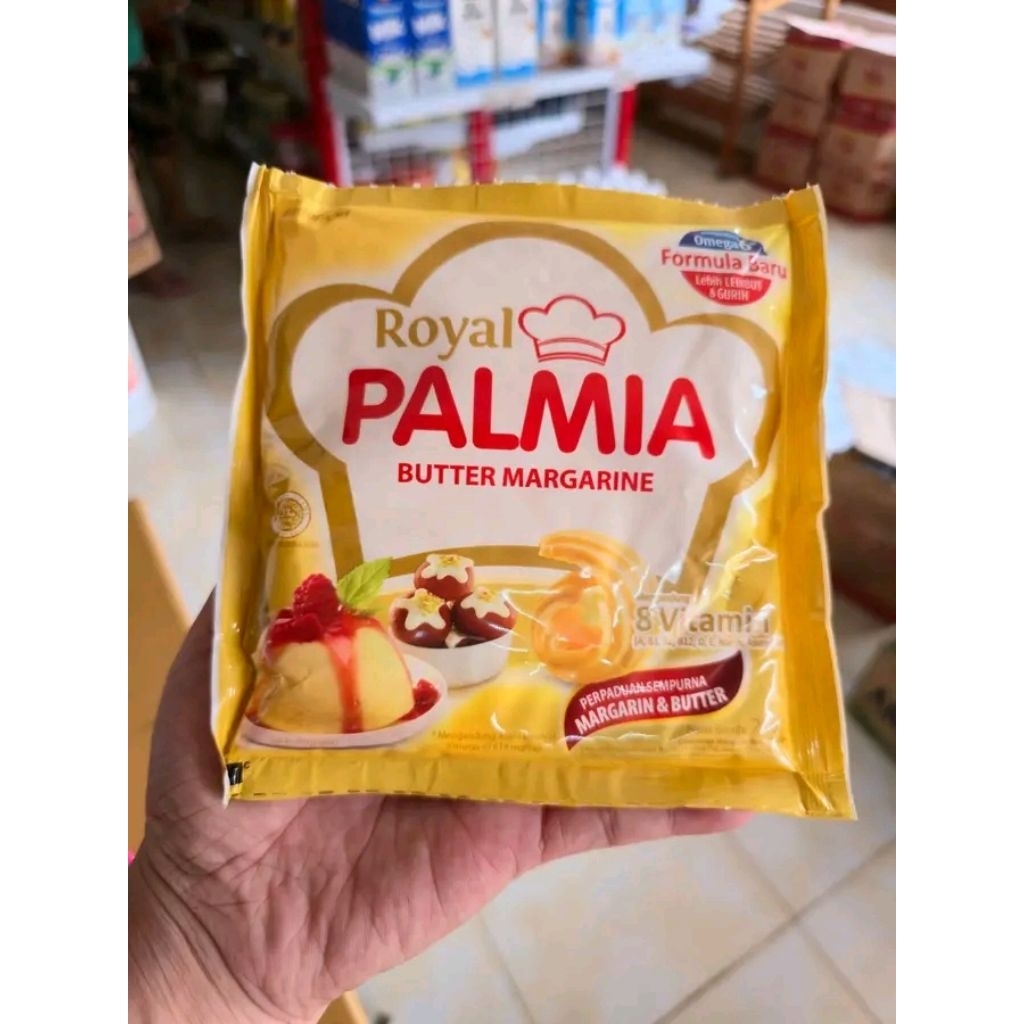 Omega 6
Formula Baru
Lebih LEMBUT
& GURIH
Royal
PALMIA
BUTTER MARGARINE
8 Vitamin
PERPADUAN SEMPURNA
MARGARIN & BUTTER